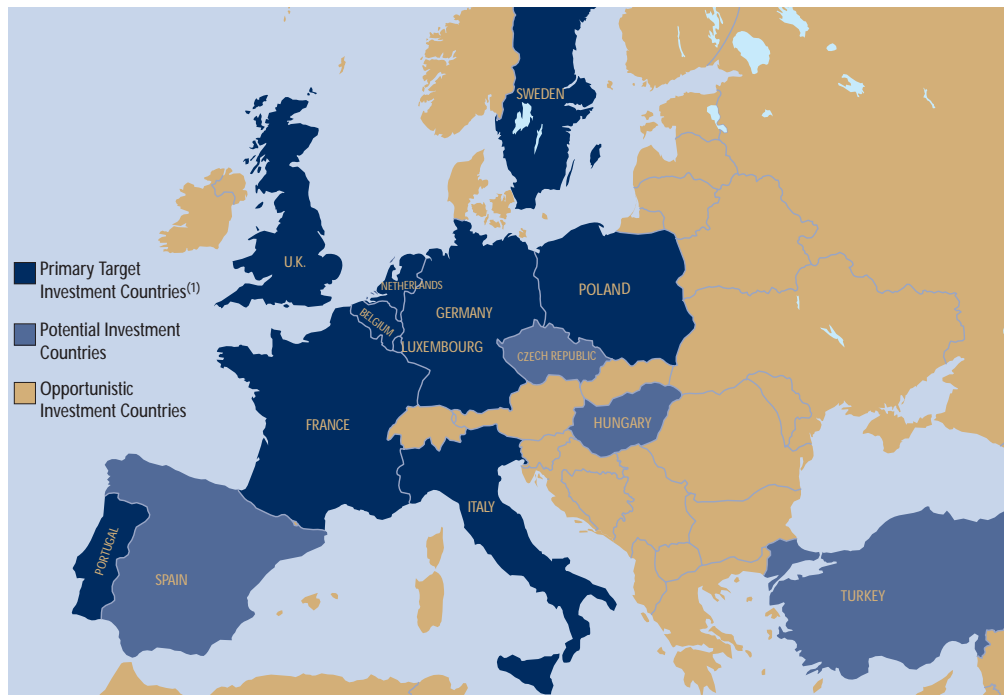 SWEDEN
U.K.
Primary Target
Investment Countries(1)
NETHERLANDS
POLAND
GERMANY
BELGIUM
Potential Investment
Countries
LUXEMBOURG
CZECH REPUBLIC
Opportunistic
Investment Countries
FRANCE
HUNGARY
ITALY
PORTUGAL
SPAIN
TURKEY